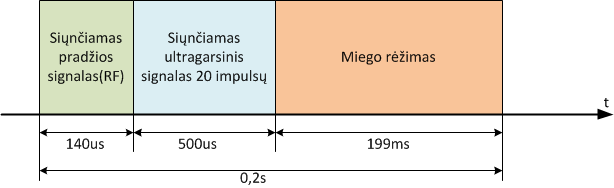 Siųnčiamas
pradžios
signalas(RF)
Siųnčiamas
ultragarsinis
signalas 20 impulsų
Miego rėžimas
t
140us
500us
199ms
0,2s